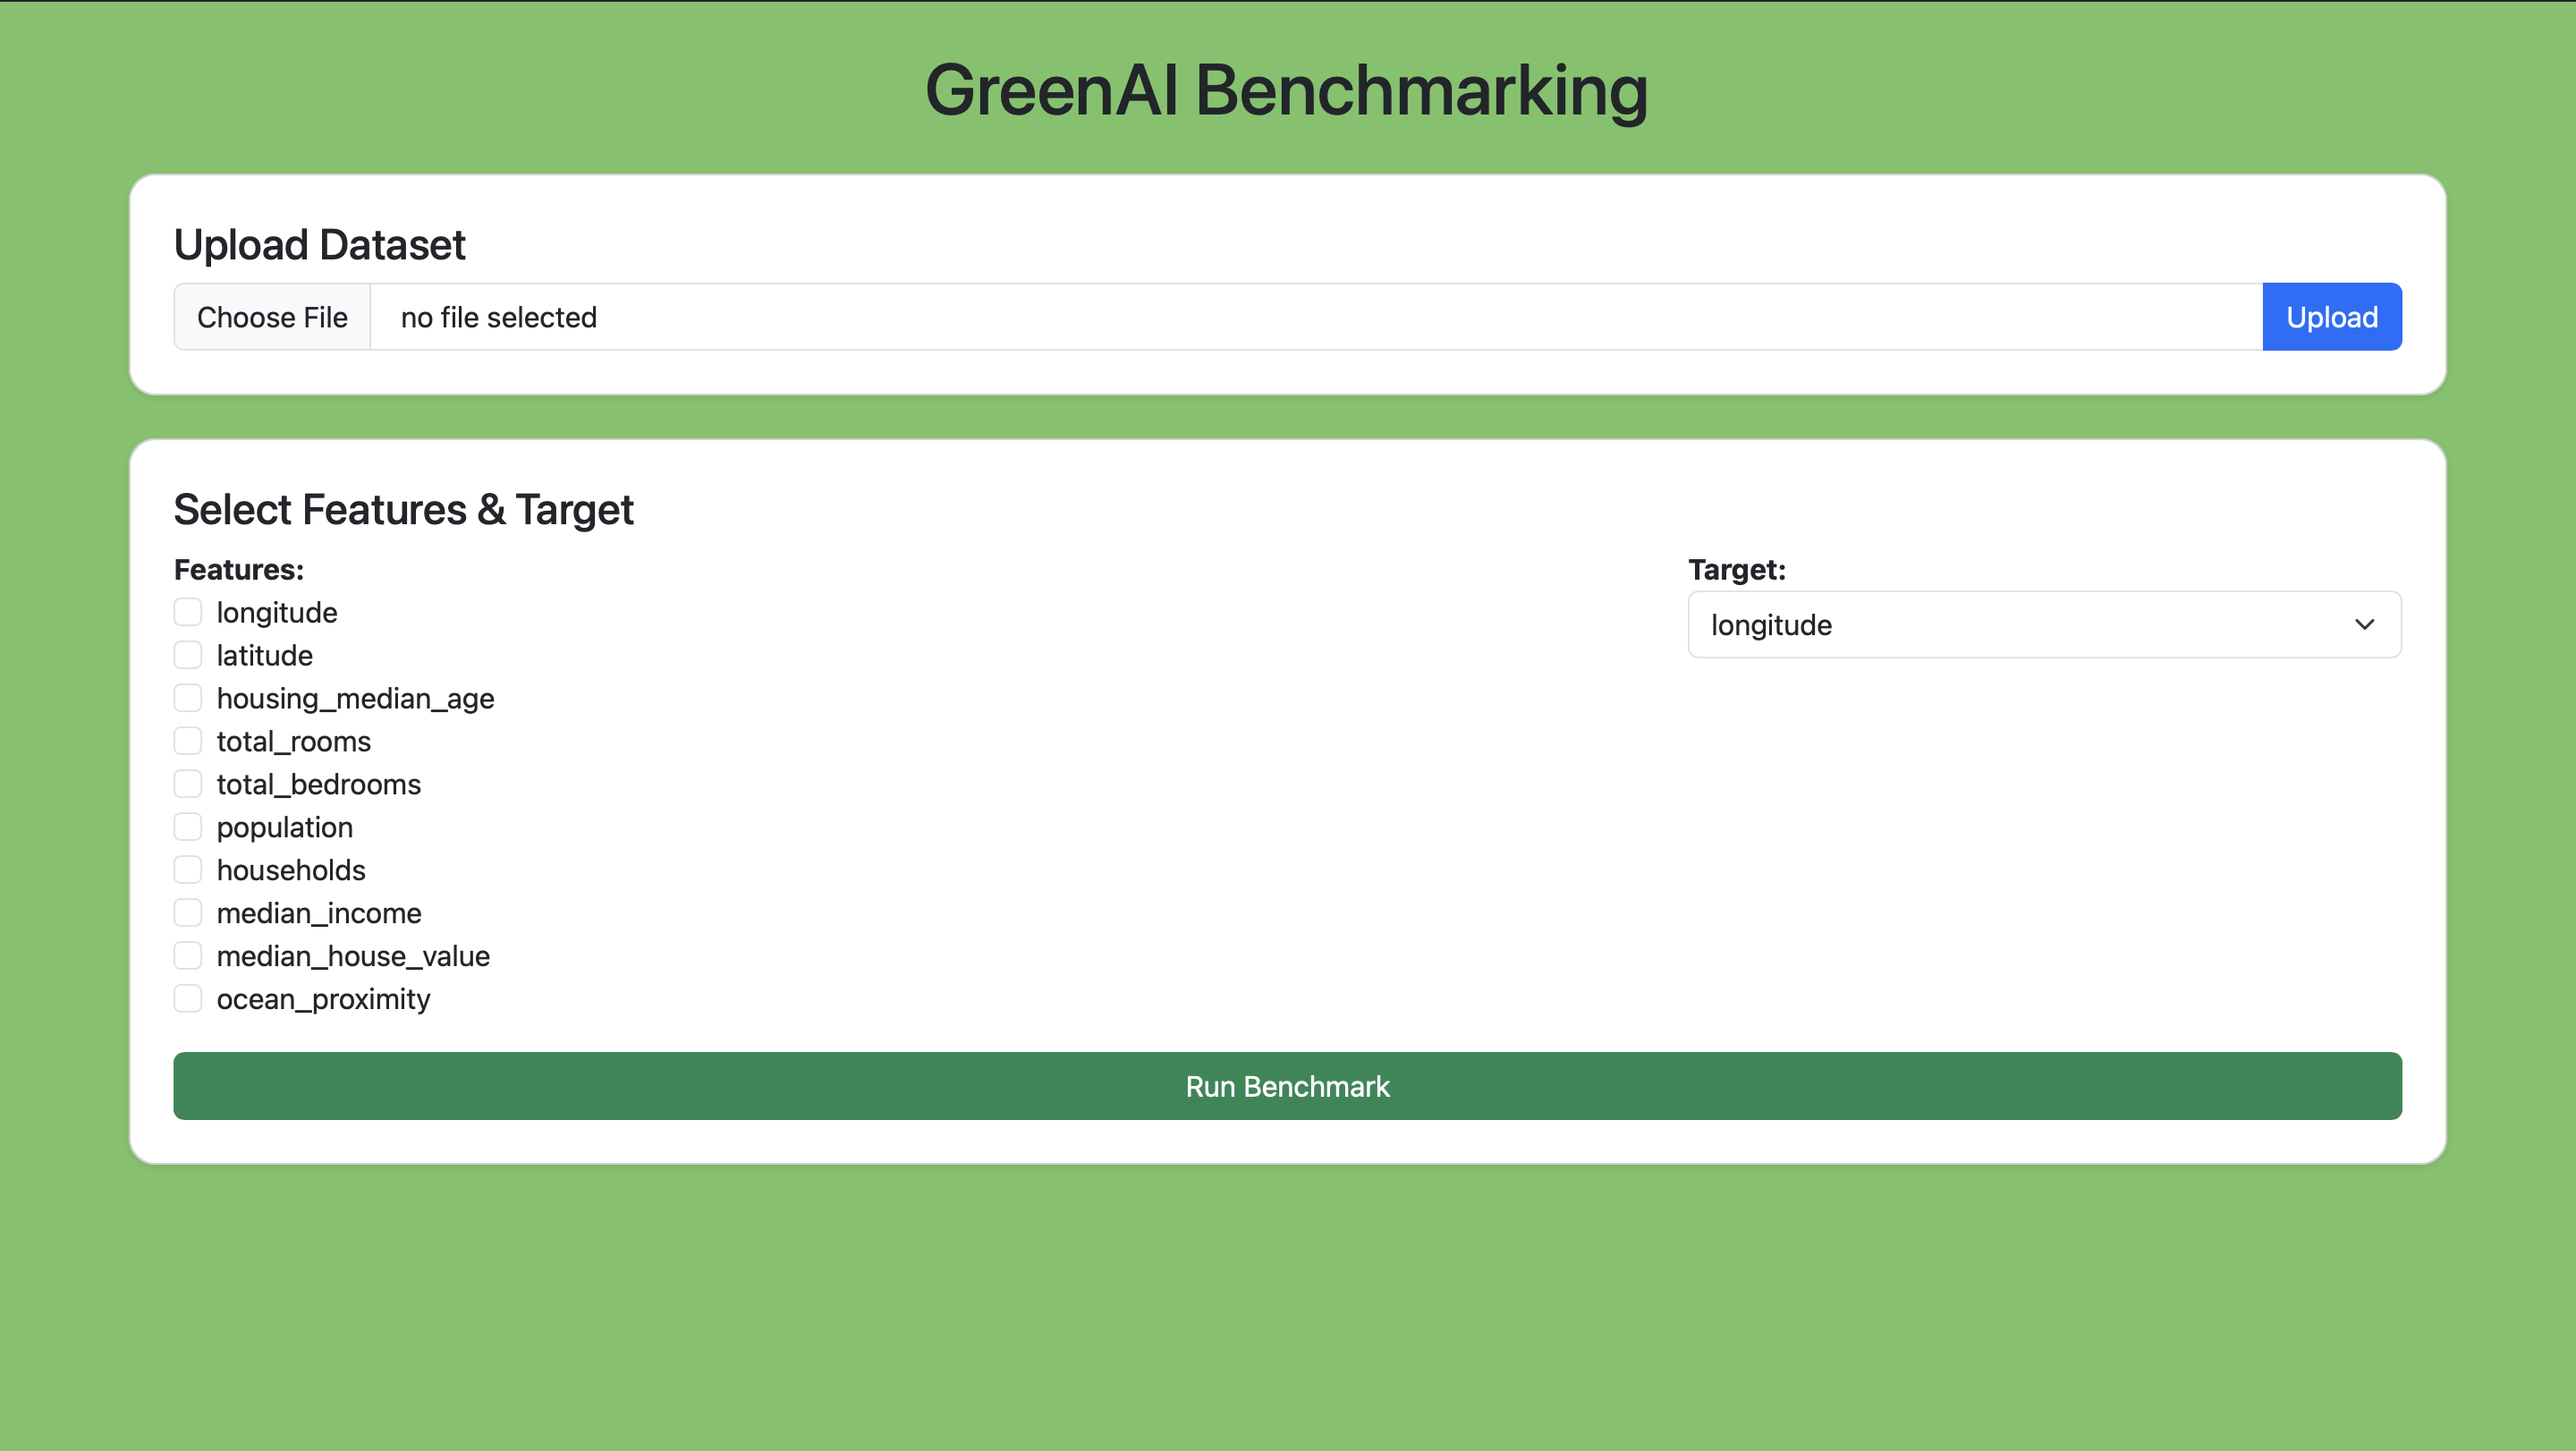 GreenAI Benchmarking
Upload Dataset
Choose File no file selected Upload
Select Features & Target
Features:
longitude
latitude
housing_median_age
total_rooms
total_bedrooms
population
households
median_income
median_house_value
ocean_proximity
Target:
longitude
Run Benchmark